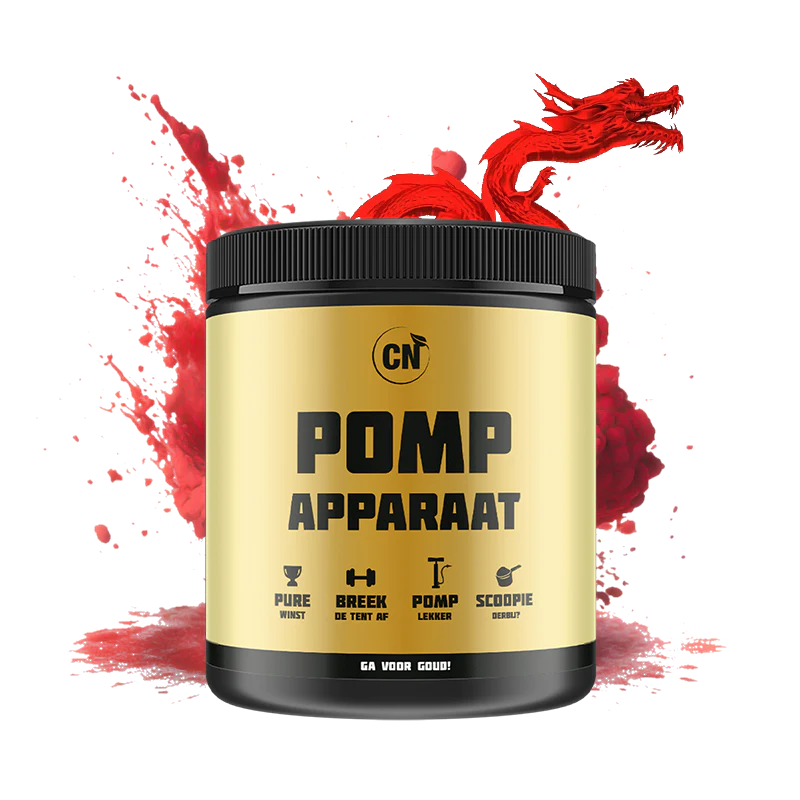 CN
POMP
APPARAAT
PURE BREEK POMP SCOOPIE
WINST DE TENT AF LEKKER DERBIJ?
GA VOOR GOUD!